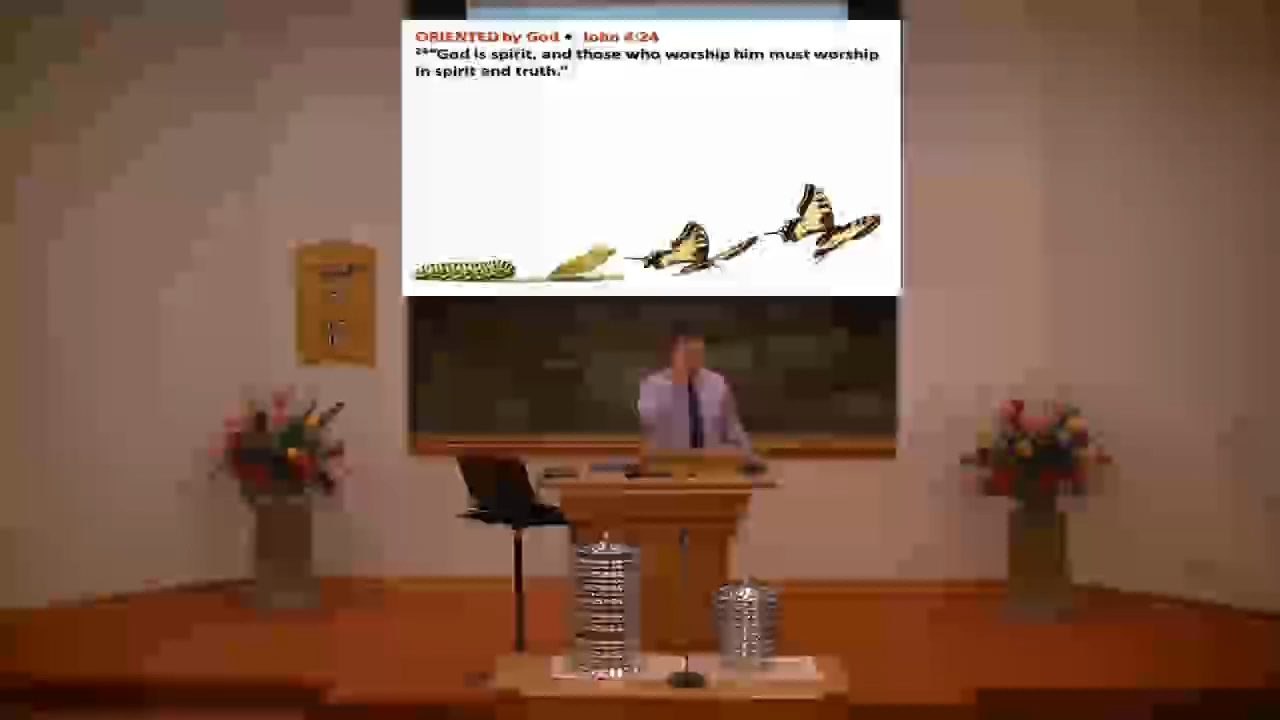 ORIENTED by God • John 4:24
24"God is spirit, and those who worship him must worship
in spirit and truth."